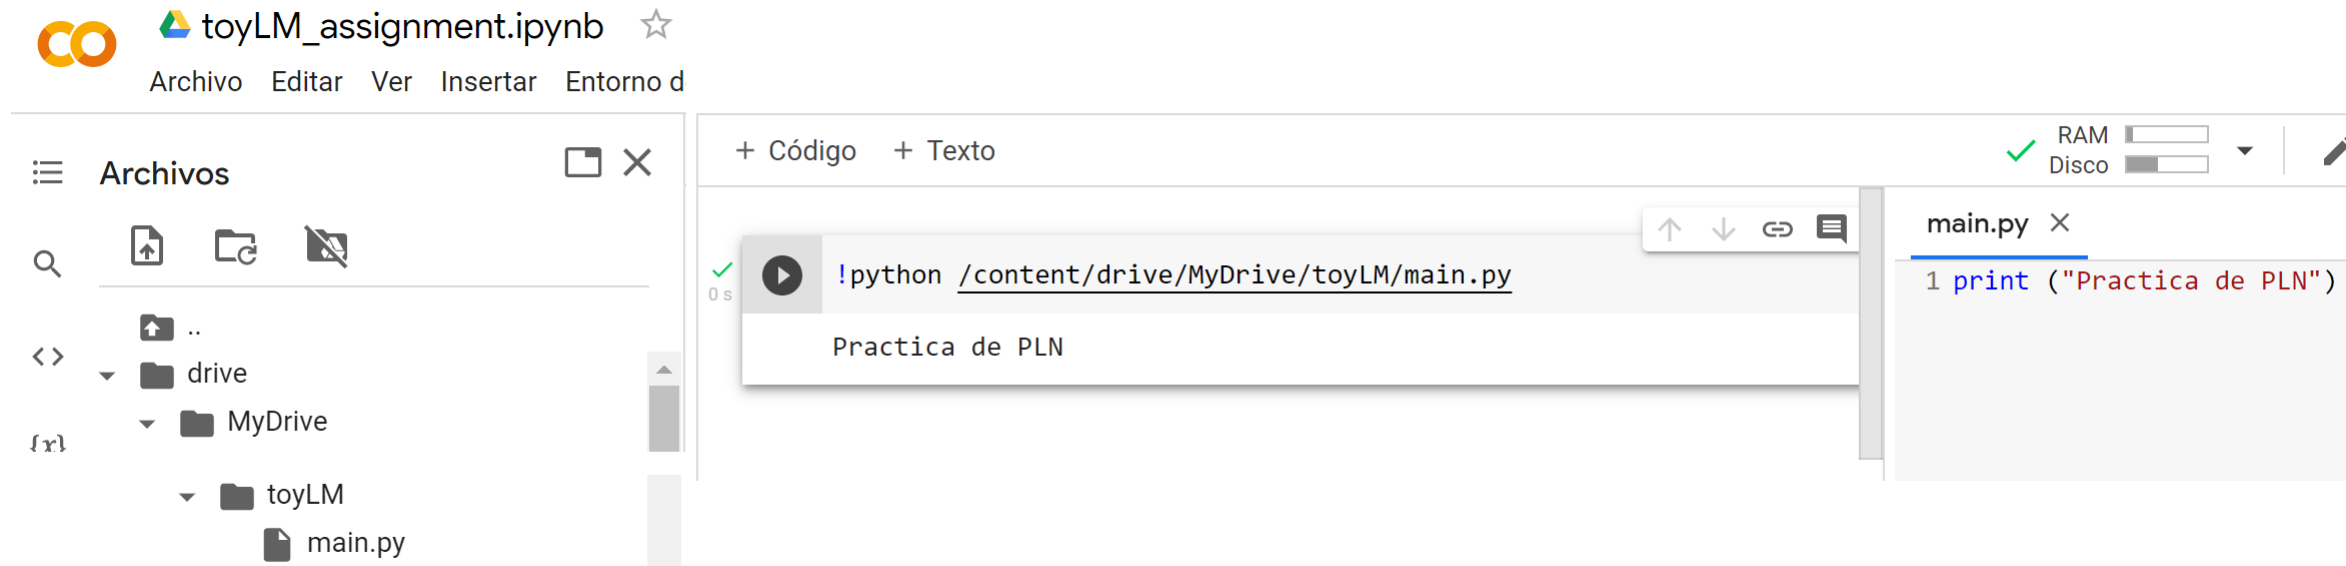 toyLM_assignment.ipynb
Archivo Editar Ver Insertar Entorno d
Archivos
..
drive
MyDrive
toyLM
main.py
+ Código + Texto
RAM
Disco
0 s
!python /content/drive/MyDrive/toyLM/main.py
Practica de PLN
main.py
1 print ("Practica de PLN")
{x}